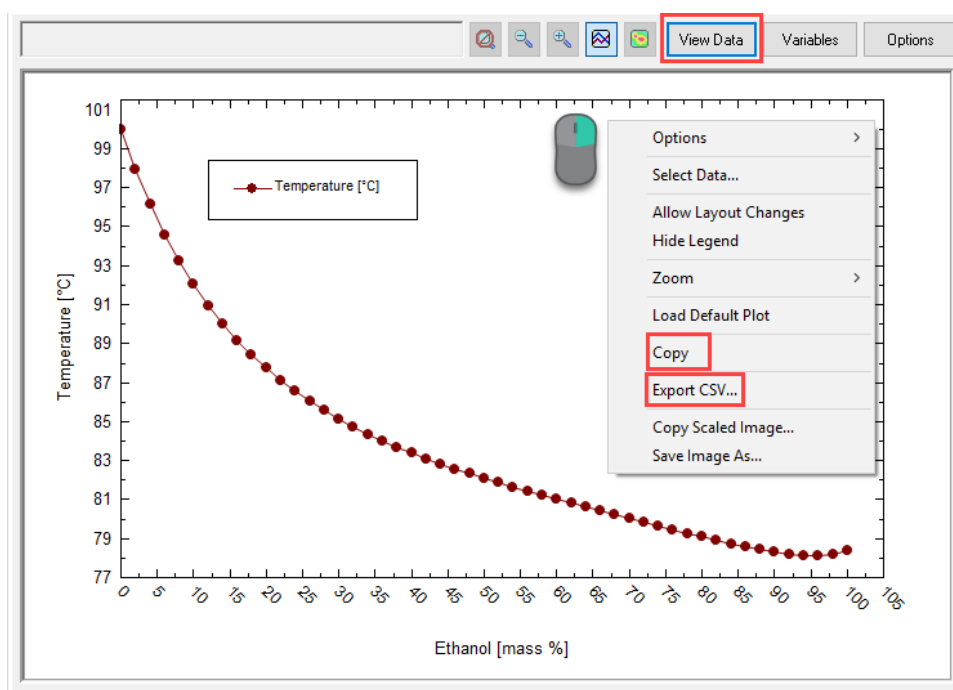 View Data
Variables
Options
101
99
97
95
93
91
89
87
85
83
81
79
77
Temperature [°C]
Temperature [°C]
Options
Select Data...
Allow Layout Changes
Hide Legend
Zoom
Load Default Plot
Copy
Export CSV...
Copy Scaled Image...
Save Image As...
0 5 10 15 20 25 30 35 40 45 50 55 60 65 70 75 80 85 90 95 100 105
Ethanol [mass %]